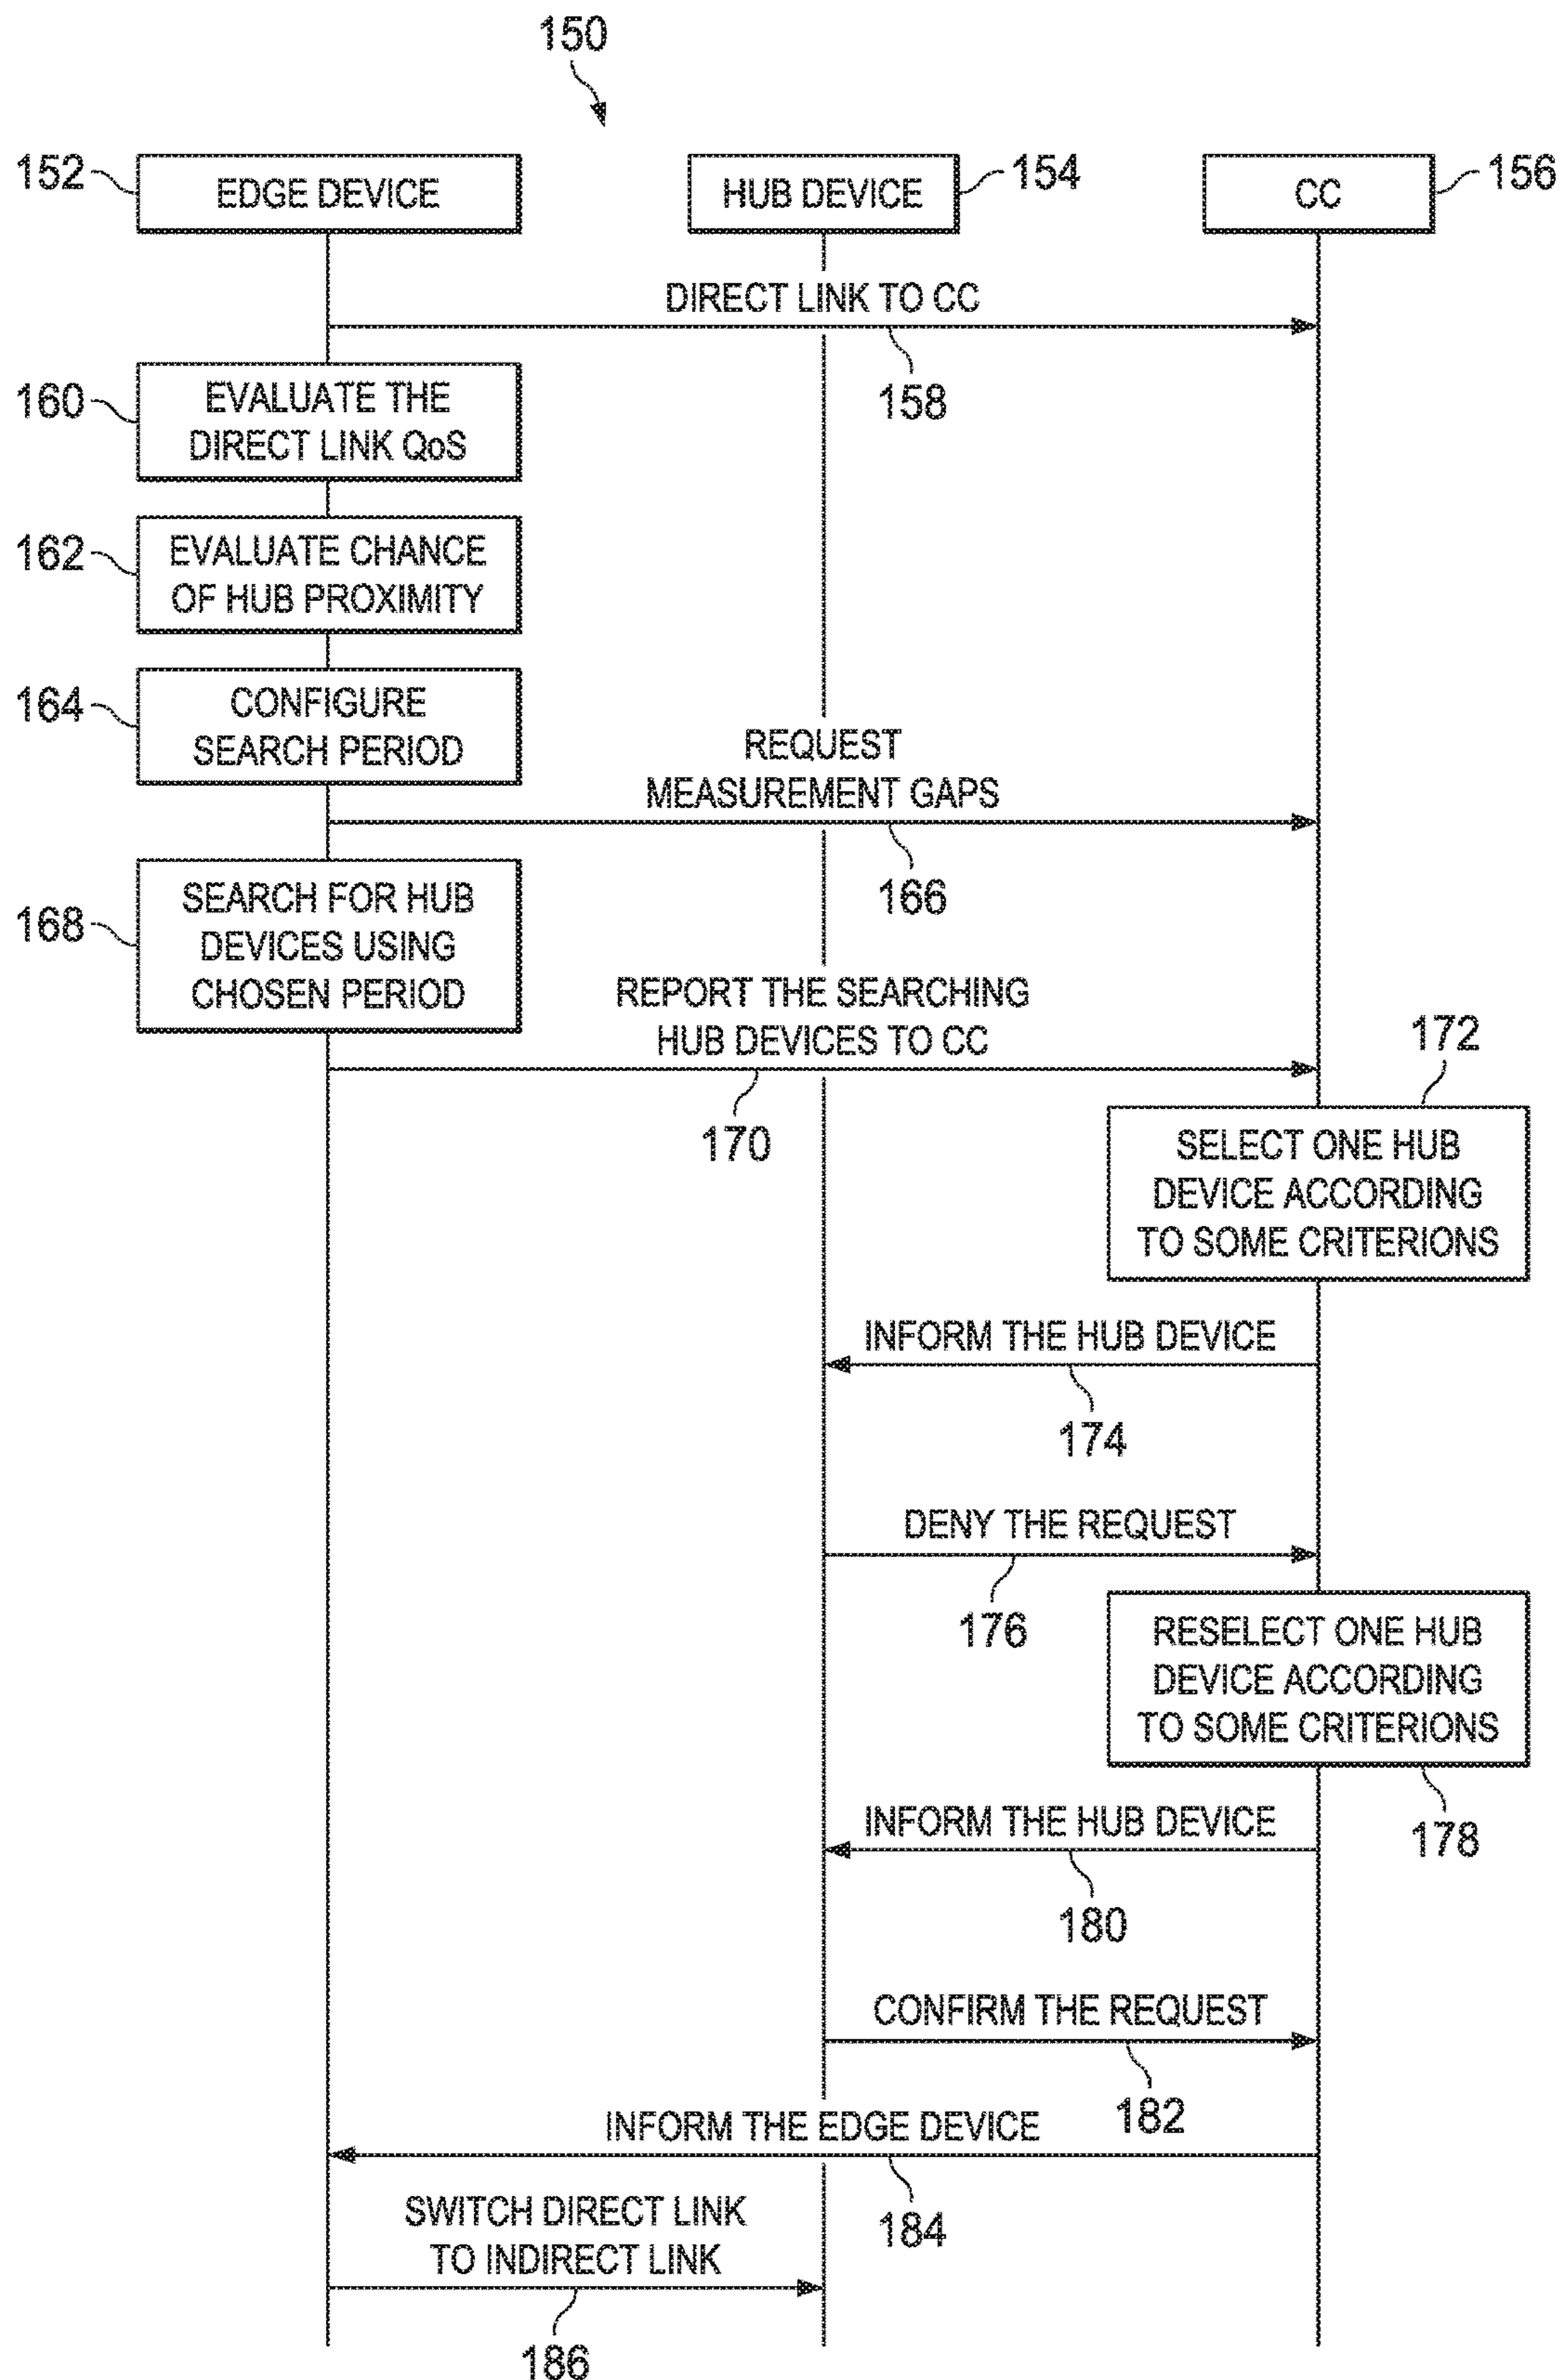 150
152
EDGE DEVICE
HUB DEVICE
154
CC
156
DIRECT LINK TO CC
158
160
EVALUATE THE
DIRECT LINK QoS
162
EVALUATE CHANCE
OF HUB PROXIMITY
164
CONFIGURE
SEARCH PERIOD
REQUEST
MEASUREMENT GAPS
166
168
SEARCH FOR HUB
DEVICES USING
CHOSEN PERIOD
REPORT THE SEARCHING
HUB DEVICES TO CC
170
172
SELECT ONE HUB
DEVICE ACCORDING
TO SOME CRITERIONS
INFORM THE HUB DEVICE
174
DENY THE REQUEST
176
RESELECT ONE HUB
DEVICE ACCORDING
TO SOME CRITERIONS
178
INFORM THE HUB DEVICE
180
CONFIRM THE REQUEST
182
INFORM THE EDGE DEVICE
184
SWITCH DIRECT LINK
TO INDIRECT LINK
186